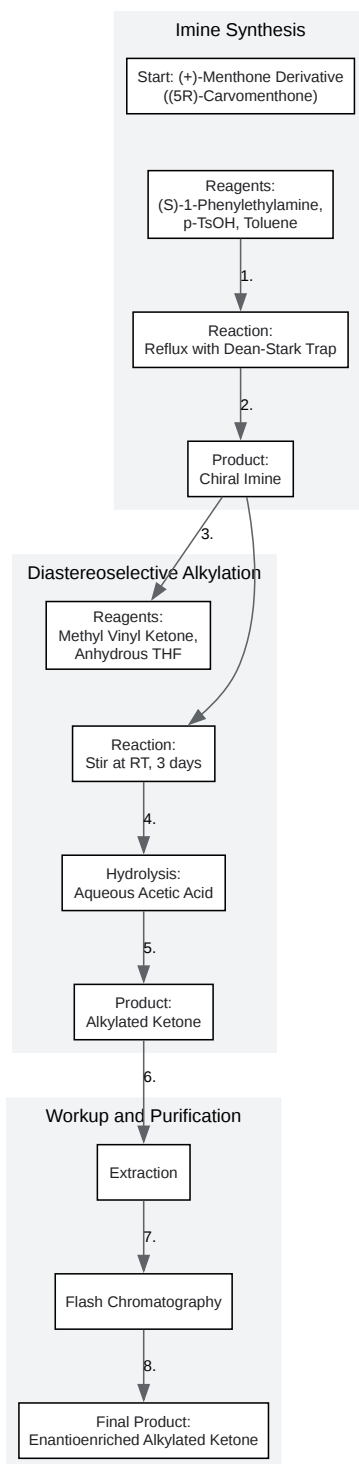 Imine Synthesis
Start: (+)-Menthone Derivative
((5R)-Carvomenthone)
Reagents:
(S)-1-Phenylethylamine,
p-TsOH, Toluene
1.
Reaction:
Reflux with Dean-Stark Trap
2.
Product:
Chiral Imine
3.
Diastereoselective Alkylation
Reagents:
Methyl Vinyl Ketone,
Anhydrous THF
Reaction:
Stir at RT, 3 days
4.
Hydrolysis:
Aqueous Acetic Acid
5.
Product:
Alkylated Ketone
6.
Workup and Purification
Extraction
7.
Flash Chromatography
8.
Final Product:
Enantioenriched Alkylated Ketone